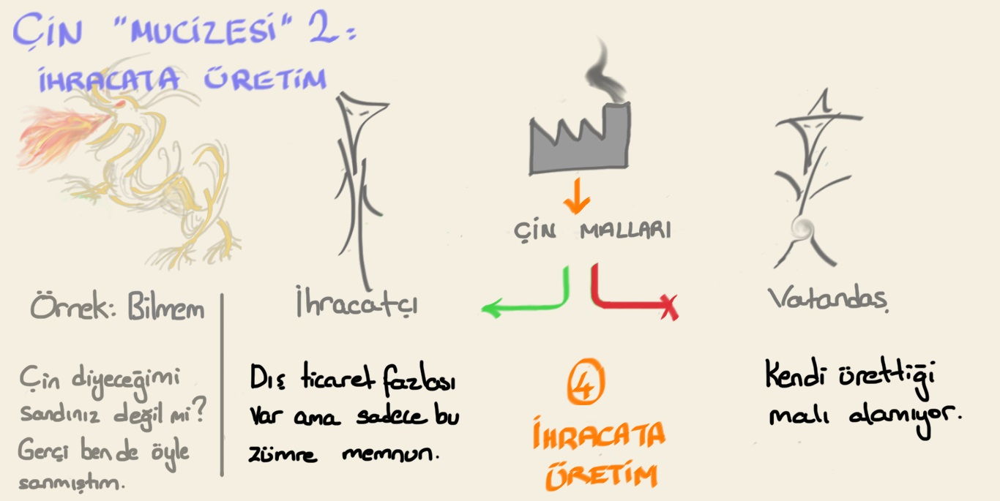 ÇİN "MUCİZESİ" 2:
İHRACATA ÜRETİM
ÇİN MALLARI
Örnek: Bilmem
Çin diyeceğimi
sandınız değil mi?
Gerçi ben de öyle
sanmıştım.
İhracatçı
Dış ticaret fazlası
var ama sadece bu
zümre memnun.
4
İHRACATA
ÜRETİM
Vatandaş
Kendi ürettiği
malı alamıyor.